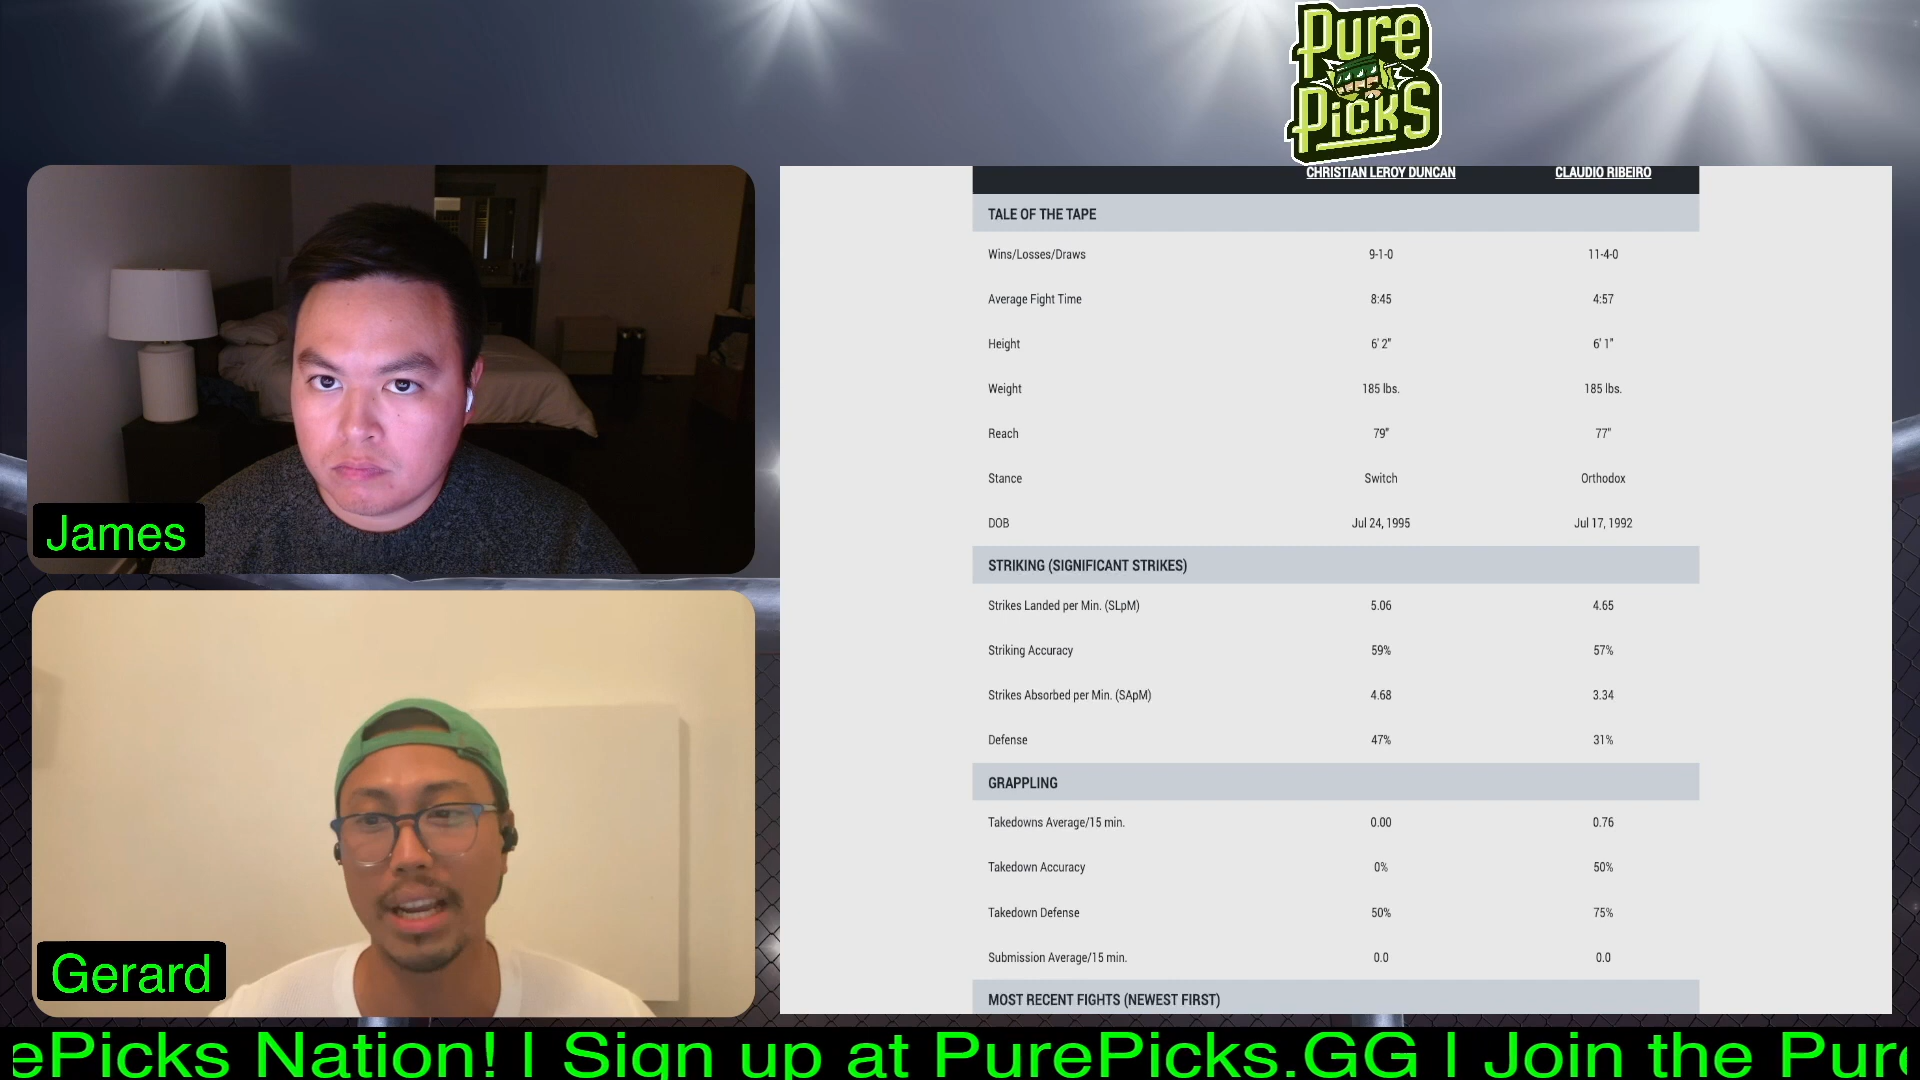 Pure
Picks
CHRISTIAN LEROY DUNCAN CLAUDIO RIBEIRO
TALE OF THE TAPE
Wins/Losses/Draws 9-1-0 11-4-0
Average Fight Time 8:45 4:57
Height 6' 2" 6' 1"
Weight 185 lbs. 185 lbs.
Reach 79" 77"
Stance Switch Orthodox
DOB Jul 24, 1995 Jul 17, 1992
STRIKING (SIGNIFICANT STRIKES)
Strikes Landed per Min. (SLpM) 5.06 4.65
Striking Accuracy 59% 57%
Strikes Absorbed per Min. (SApM) 4.68 3.34
Defense 47% 31%
GRAPPLING
Takedowns Average/15 min. 0.00 0.76
Takedown Accuracy 0% 50%
Takedown Defense 50% 75%
Submission Average/15 min. 0.0 0.0
MOST RECENT FIGHTS (NEWEST FIRST)
James
Gerard
ePicks Nation! | Sign up at PurePicks.GG | Join the Pur